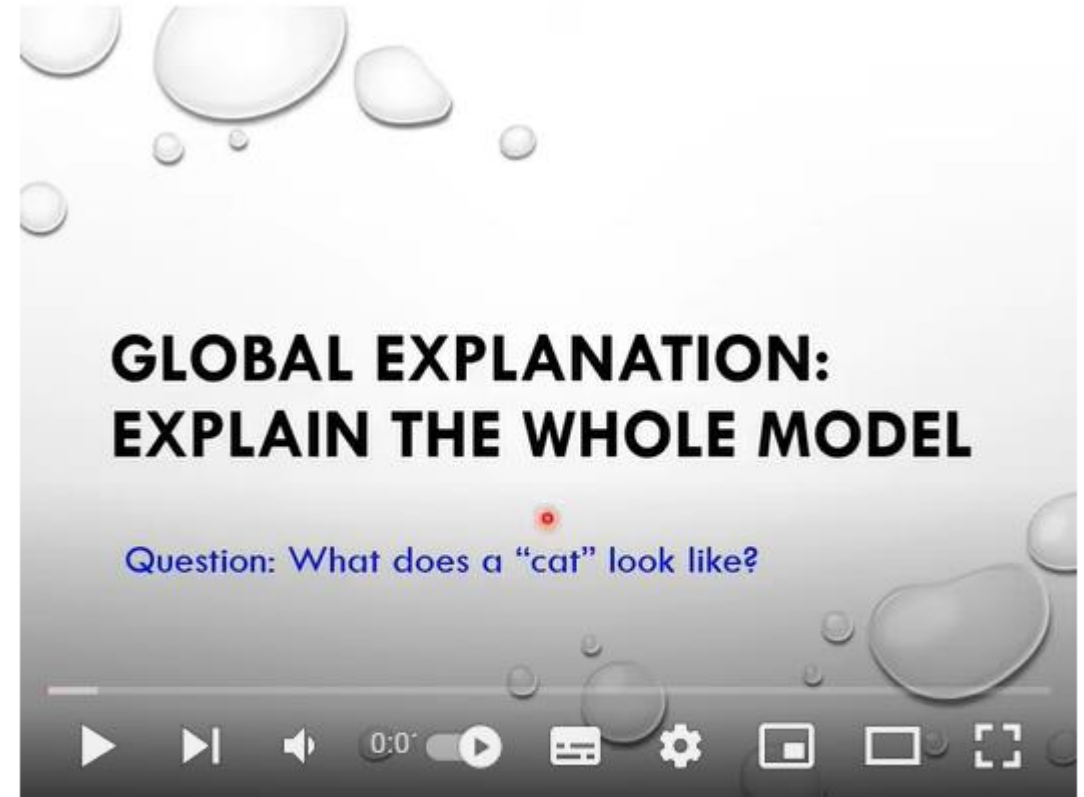 GLOBAL EXPLANATION:
EXPLAIN THE WHOLE MODEL
Question: What does a “cat” look like?